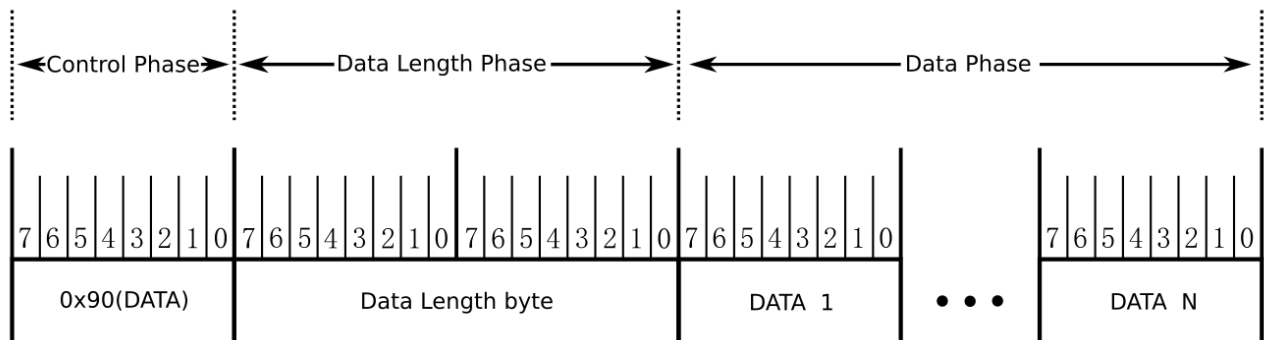 Control Phase Data Length Phase Data Phase
7 6 5 4 3 2 1 0 7 6 5 4 3 2 1 0 7 6 5 4 3 2 1 0 7 6 5 4 3 2 1 0 7 6 5 4 3 2 1 0
0x90(DATA) Data Length byte DATA 1 ••• DATA N